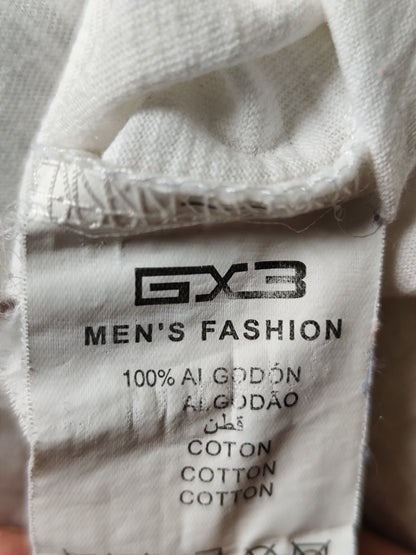 GX3
MEN'S FASHION
100% ALGODÓN
ALGODÃO
قطن
COTON
COTTON
COTTON